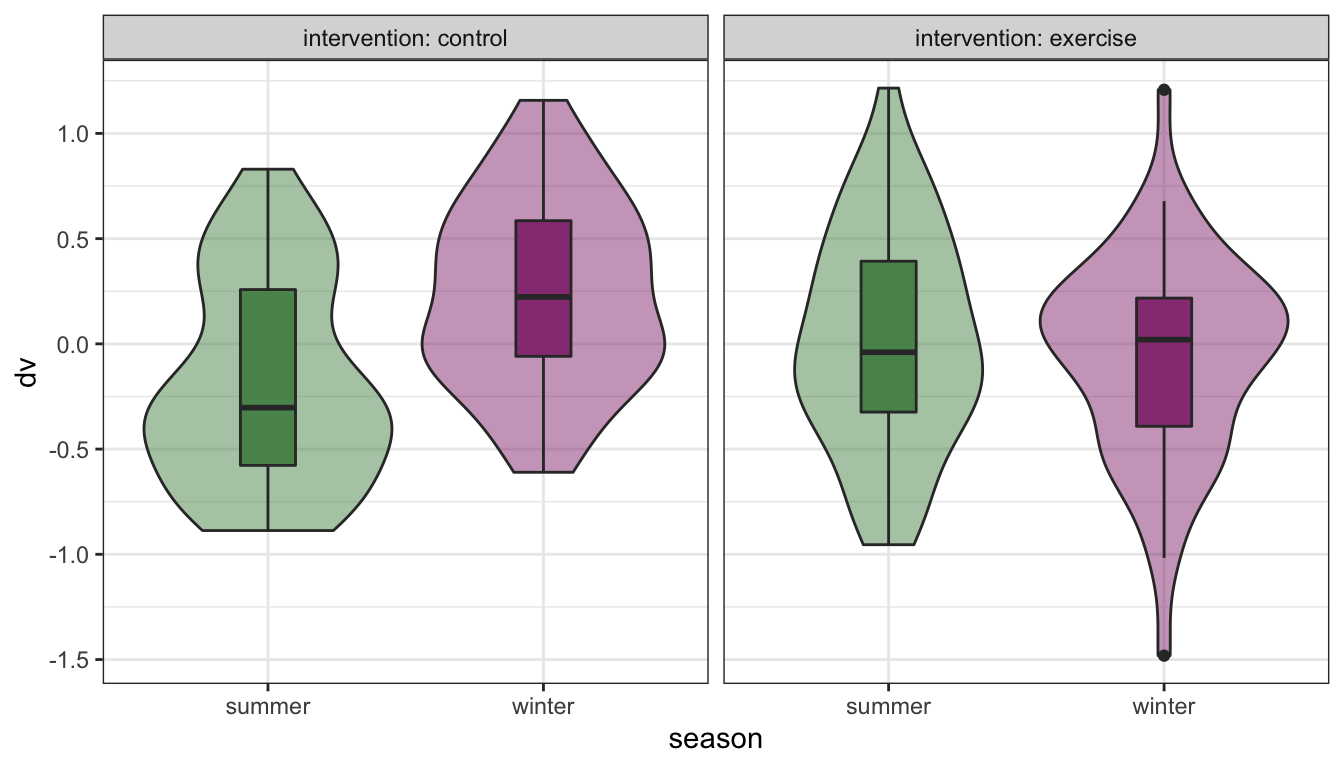 intervention: control
intervention: exercise
1.0
0.5
0.0
-0.5
-1.0
-1.5
dv
summer
winter
summer
winter
season